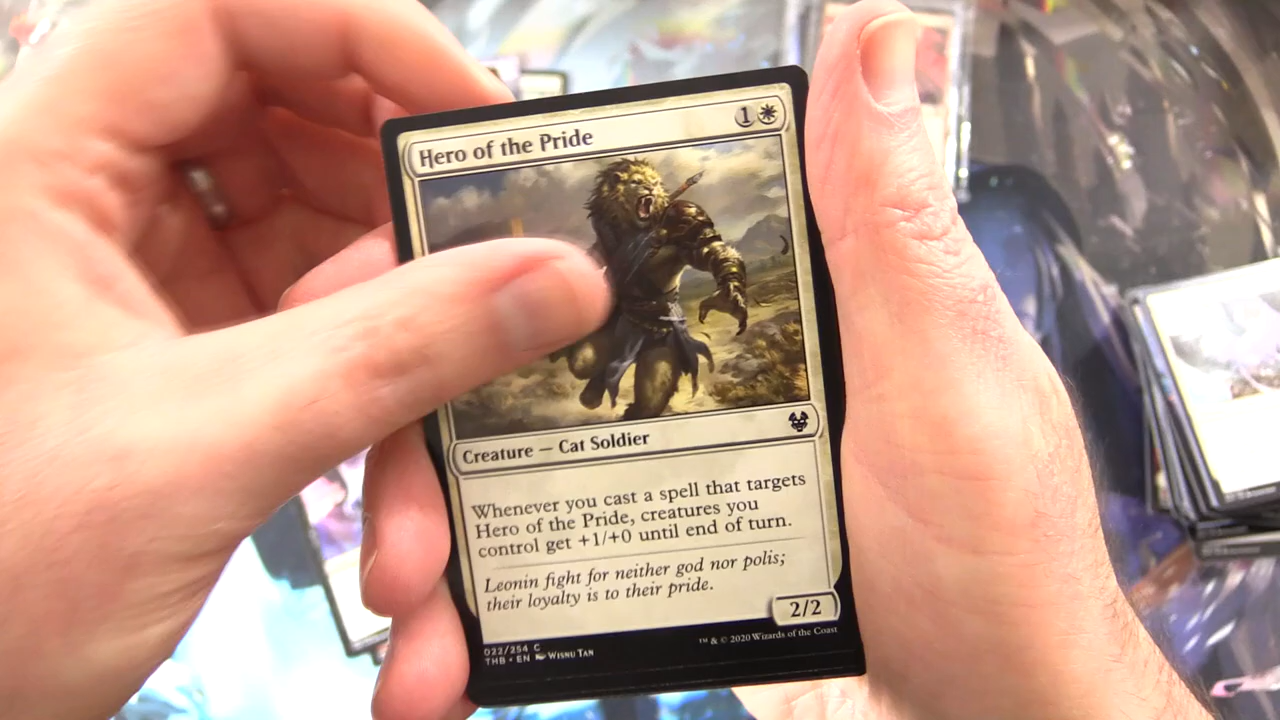 Hero of the Pride 1
Creature — Cat Soldier
Whenever you cast a spell that targets
Hero of the Pride, creatures you
control get +1/+0 until end of turn.
Leonin fight for neither god nor polis;
their loyalty is to their pride.
2/2
022/254 C
THB • EN Wisnu Tan
™ & © 2020 Wizards of the Coast